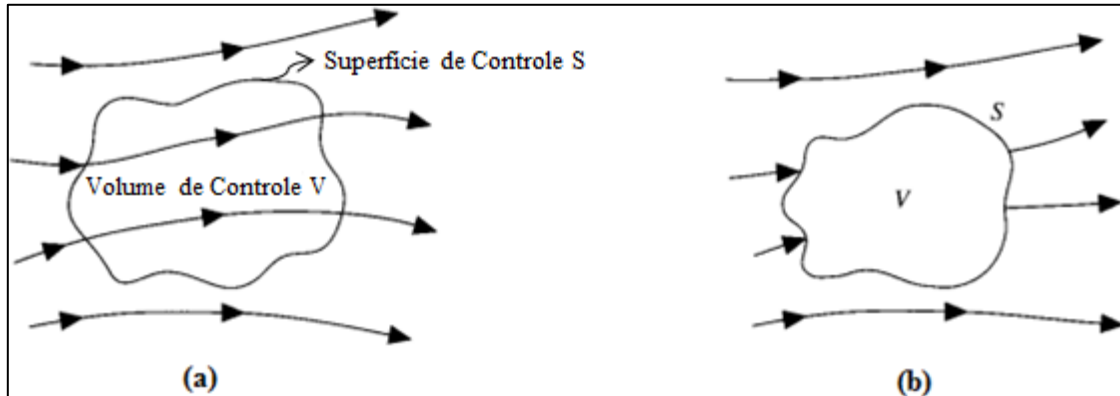 Superfície de Controle S
S
Volume de Controle V
V
(a)
(b)